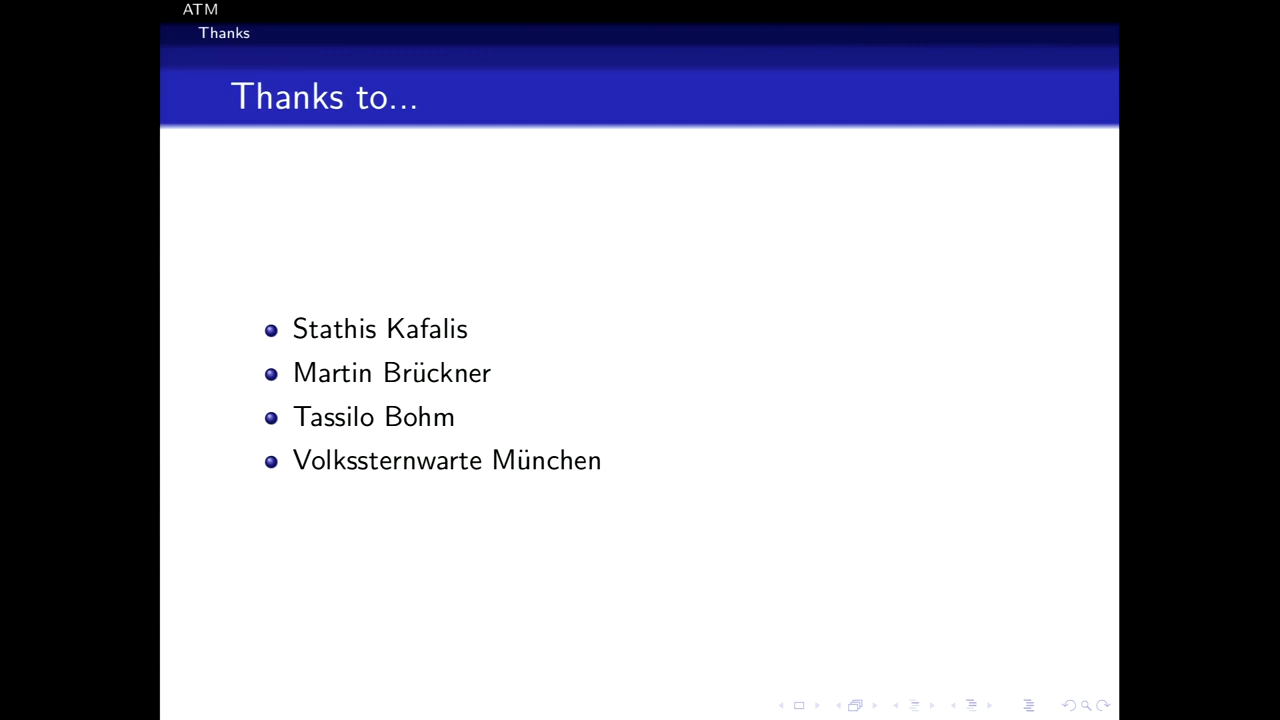 ATM
Thanks
Thanks to...
Stathis Kafalis
Martin Brückner
Tassilo Bohm
Volkssternwarte München